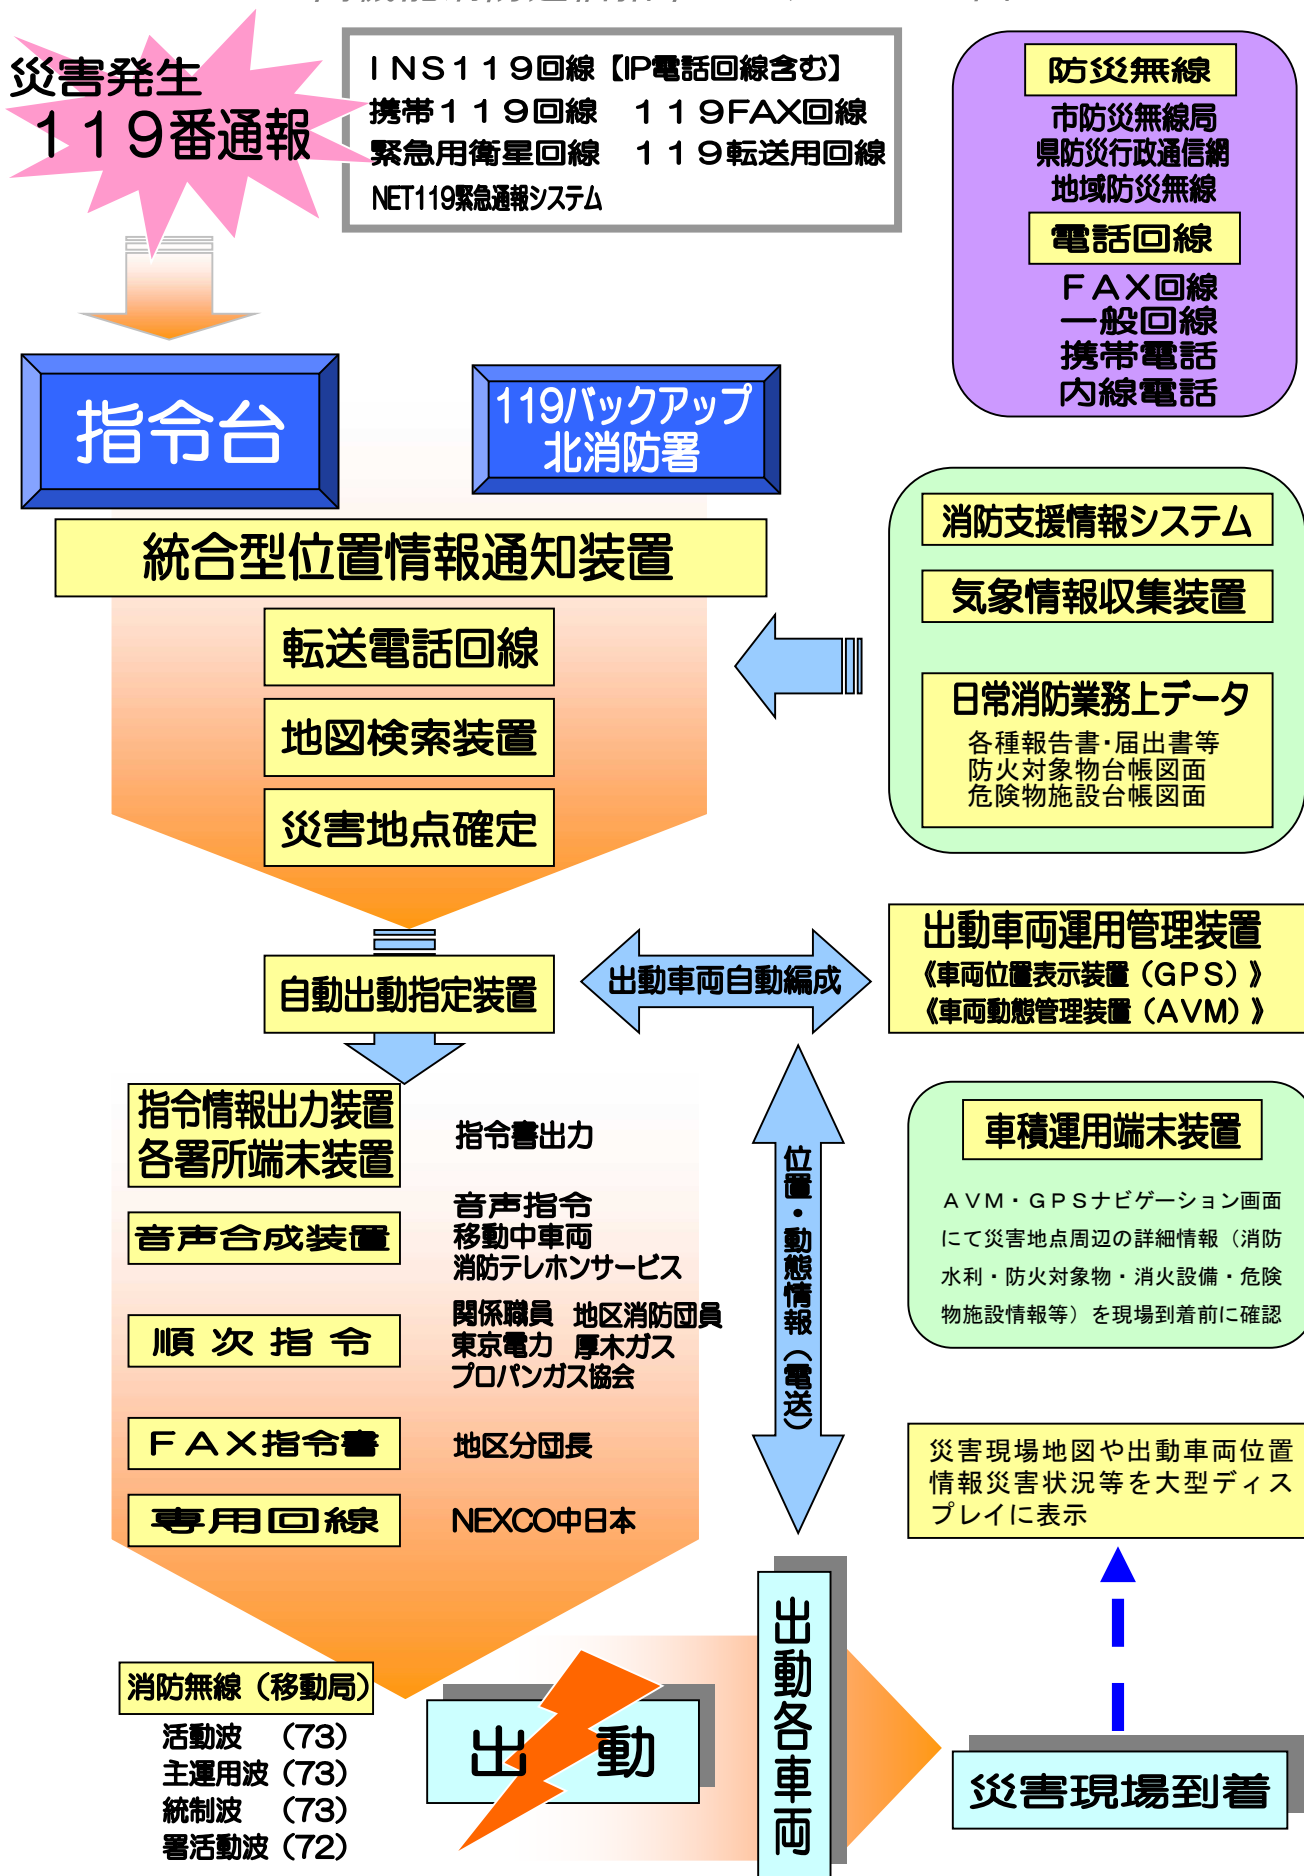 災害発生
119番通報
INS119回線【IP電話回線含む】
携帯119回線 119FAX回線
緊急用衛星回線 119転送用回線
NET119緊急通報システム
防災無線
市防災無線局
県防災行政通信網
地域防災無線
電話回線
FAX回線
一般回線
携帯電話
内線電話
指令台
119バックアップ
北消防署
統合型位置情報通知装置
転送電話回線
地図検索装置
災害地点確定
消防支援情報システム
気象情報収集装置
日常消防業務上データ
各種報告書・届出書等
防火対象物台帳図面
危険物施設台帳図面
自動出動指定装置
出動車両自動編成
出動車両運用管理装置
《車両位置表示装置(GPS)》
《車両動態管理装置(AVM)》
指令情報出力装置
各署所端末装置
指令書出力
音声合成装置
音声指令
移動中車両
消防テレホンサービス
順次指令
関係職員 地区消防団員
東京電力 厚木ガス
プロパンガス協会
FAX指令書
地区分団長
専用回線
NEXCO中日本
位置・動態情報(電送)
車積運用端末装置
AVM・GPSナビゲーション画面
にて災害地点周辺の詳細情報(消防
水利・防火対象物・消火設備・危険
物施設情報等)を現場到着前に確認
災害現場地図や出動車両位置
情報災害状況等を大型ディス
プレイに表示
消防無線(移動局)
活動波 (73)
主運用波(73)
統制波 (73)
署活動波(72)
出動
出動各車両
災害現場到着